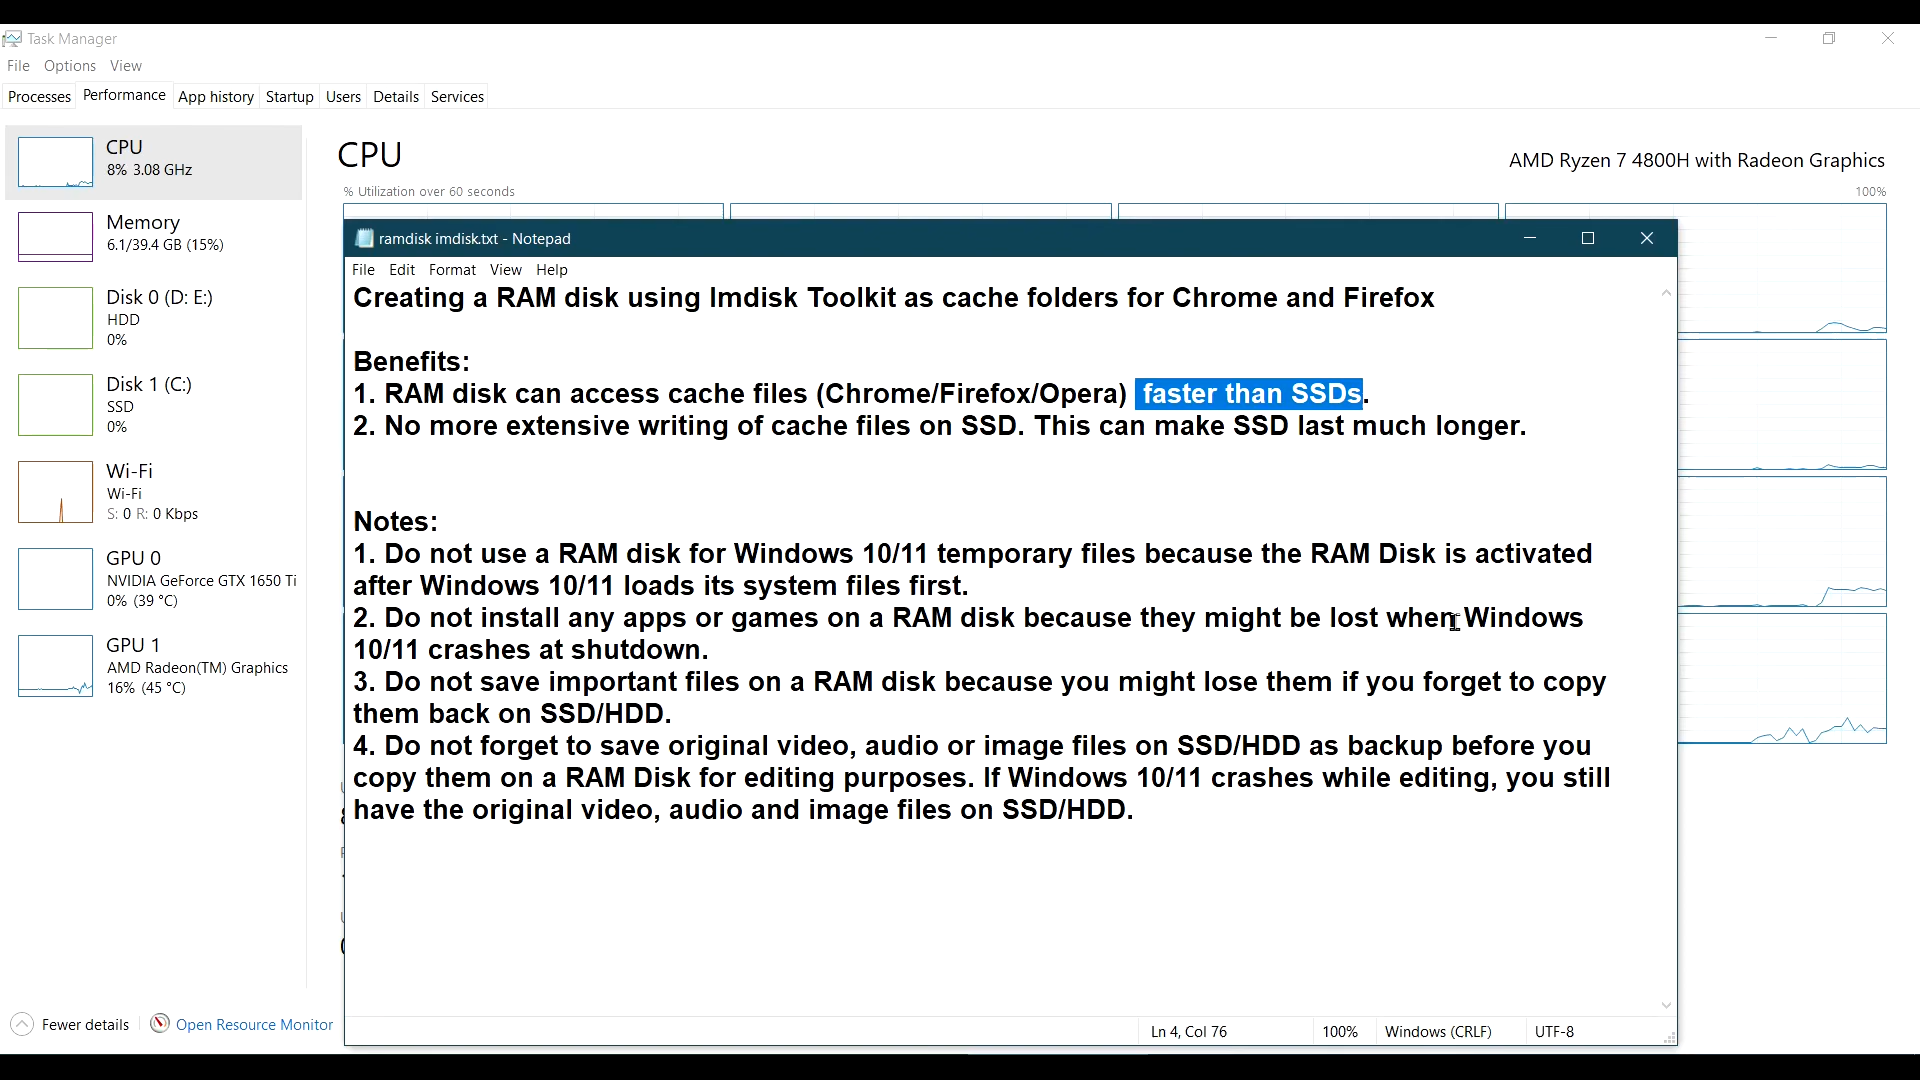 Task Manager
File Options View
Processes Performance App history Startup Users Details Services
CPU
8% 3.08 GHz
Memory
6.1/39.4 GB (15%)
Disk 0 (D: E:)
HDD
0%
Disk 1 (C:)
SSD
0%
Wi-Fi
Wi-Fi
S: 0 R: 0 Kbps
GPU 0
NVIDIA GeForce GTX 1650 Ti
0% (39 °C)
GPU 1
AMD Radeon(TM) Graphics
16% (45 °C)
Fewer details Open Resource Monitor
CPU AMD Ryzen 7 4800H with Radeon Graphics
% Utilization over 60 seconds 100%
ramdisk imdisk.txt - Notepad
File Edit Format View Help
Creating a RAM disk using Imdisk Toolkit as cache folders for Chrome and Firefox
Benefits:
1. RAM disk can access cache files (Chrome/Firefox/Opera) faster than SSDs.
2. No more extensive writing of cache files on SSD. This can make SSD last much longer.
Notes:
1. Do not use a RAM disk for Windows 10/11 temporary files because the RAM Disk is activated
after Windows 10/11 loads its system files first.
2. Do not install any apps or games on a RAM disk because they might be lost when Windows
10/11 crashes at shutdown.
3. Do not save important files on a RAM disk because you might lose them if you forget to copy
them back on SSD/HDD.
4. Do not forget to save original video, audio or image files on SSD/HDD as backup before you
copy them on a RAM Disk for editing purposes. If Windows 10/11 crashes while editing, you still
have the original video, audio and image files on SSD/HDD.
Ln 4, Col 76 100% Windows (CRLF) UTF-8